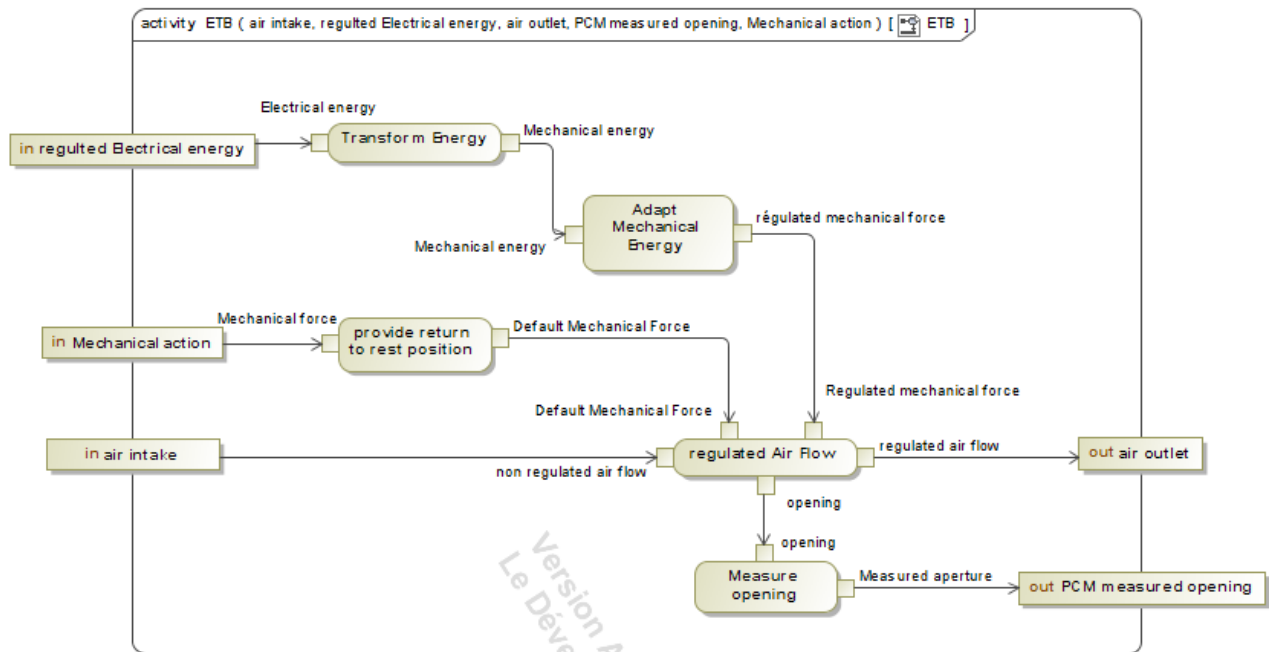 activity ETB ( air intake, regulted Electrical energy, air outlet, PCM measured opening, Mechanical action ) [ ETB ]
Electrical energy
in regulted Electrical energy
Transform Energy
Mechanical energy
Adapt
Mechanical
Energy
régulated mechanical force
Mechanical energy
Mechanical force
in Mechanical action
provide return
to rest position
Default Mechanical Force
Regulated mechanical force
Default Mechanical Force
in air intake
non regulated air flow
regulated Air Flow
regulated air flow
out air outlet
opening
opening
Measure
opening
Measured aperture
out PCM measured opening
Version A
Le Déve